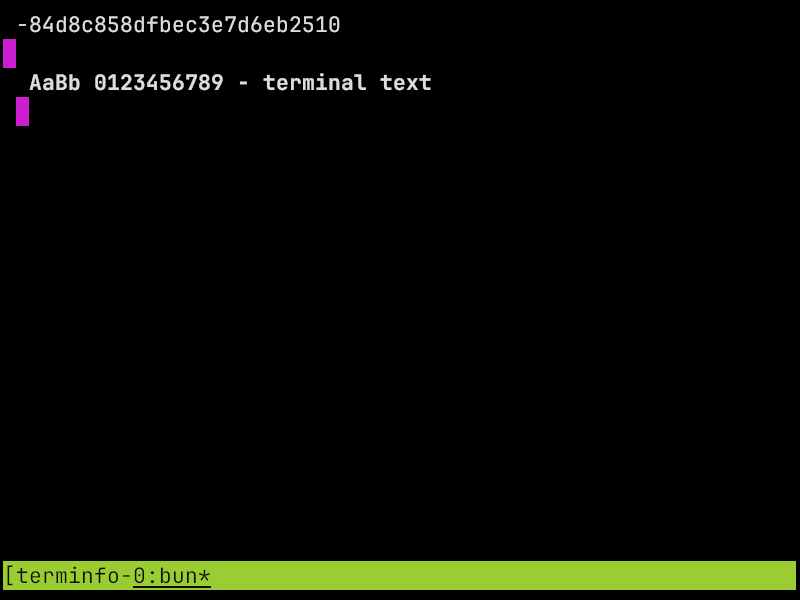 -84d8c858dfbec3e7d6eb2510
AaBb 0123456789 - terminal text
[terminfo-0:bun*